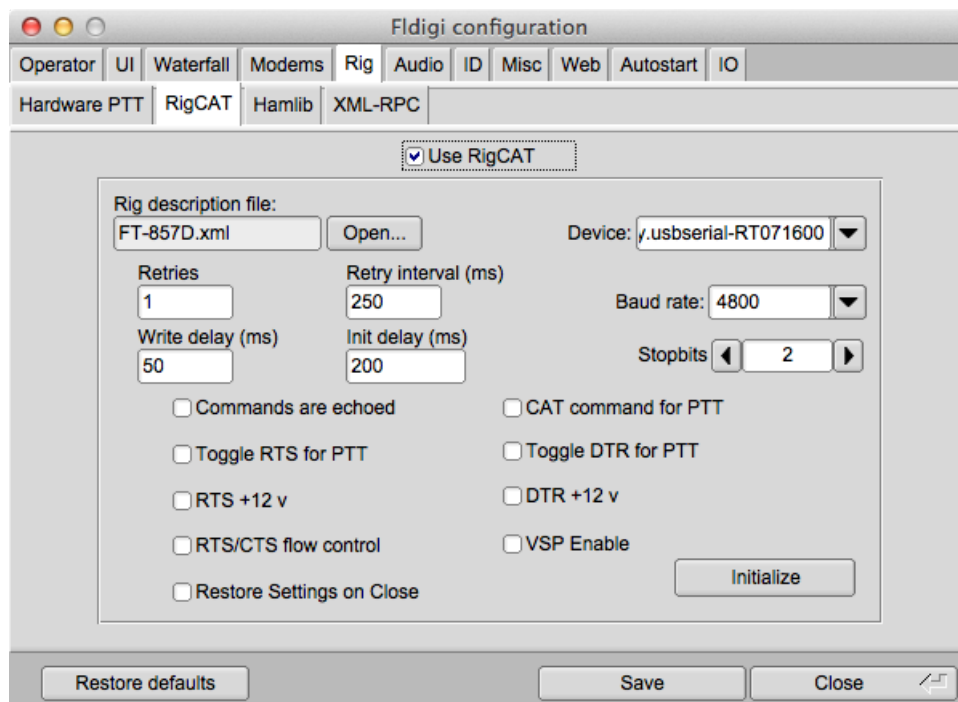 Fldigi configuration
Operator UI Waterfall Modems Rig Audio ID Misc Web Autostart IO
Hardware PTT RigCAT Hamlib XML-RPC
Use RigCAT
Rig description file:
FT-857D.xml Open... Device: y.usbserial-RT071600
Retries Retry interval (ms)
1 250 Baud rate: 4800
Write delay (ms) Init delay (ms)
50 200 Stopbits 2
Commands are echoed CAT command for PTT
Toggle RTS for PTT Toggle DTR for PTT
RTS +12 v DTR +12 v
RTS/CTS flow control VSP Enable
Restore Settings on Close Initialize
Restore defaults Save Close